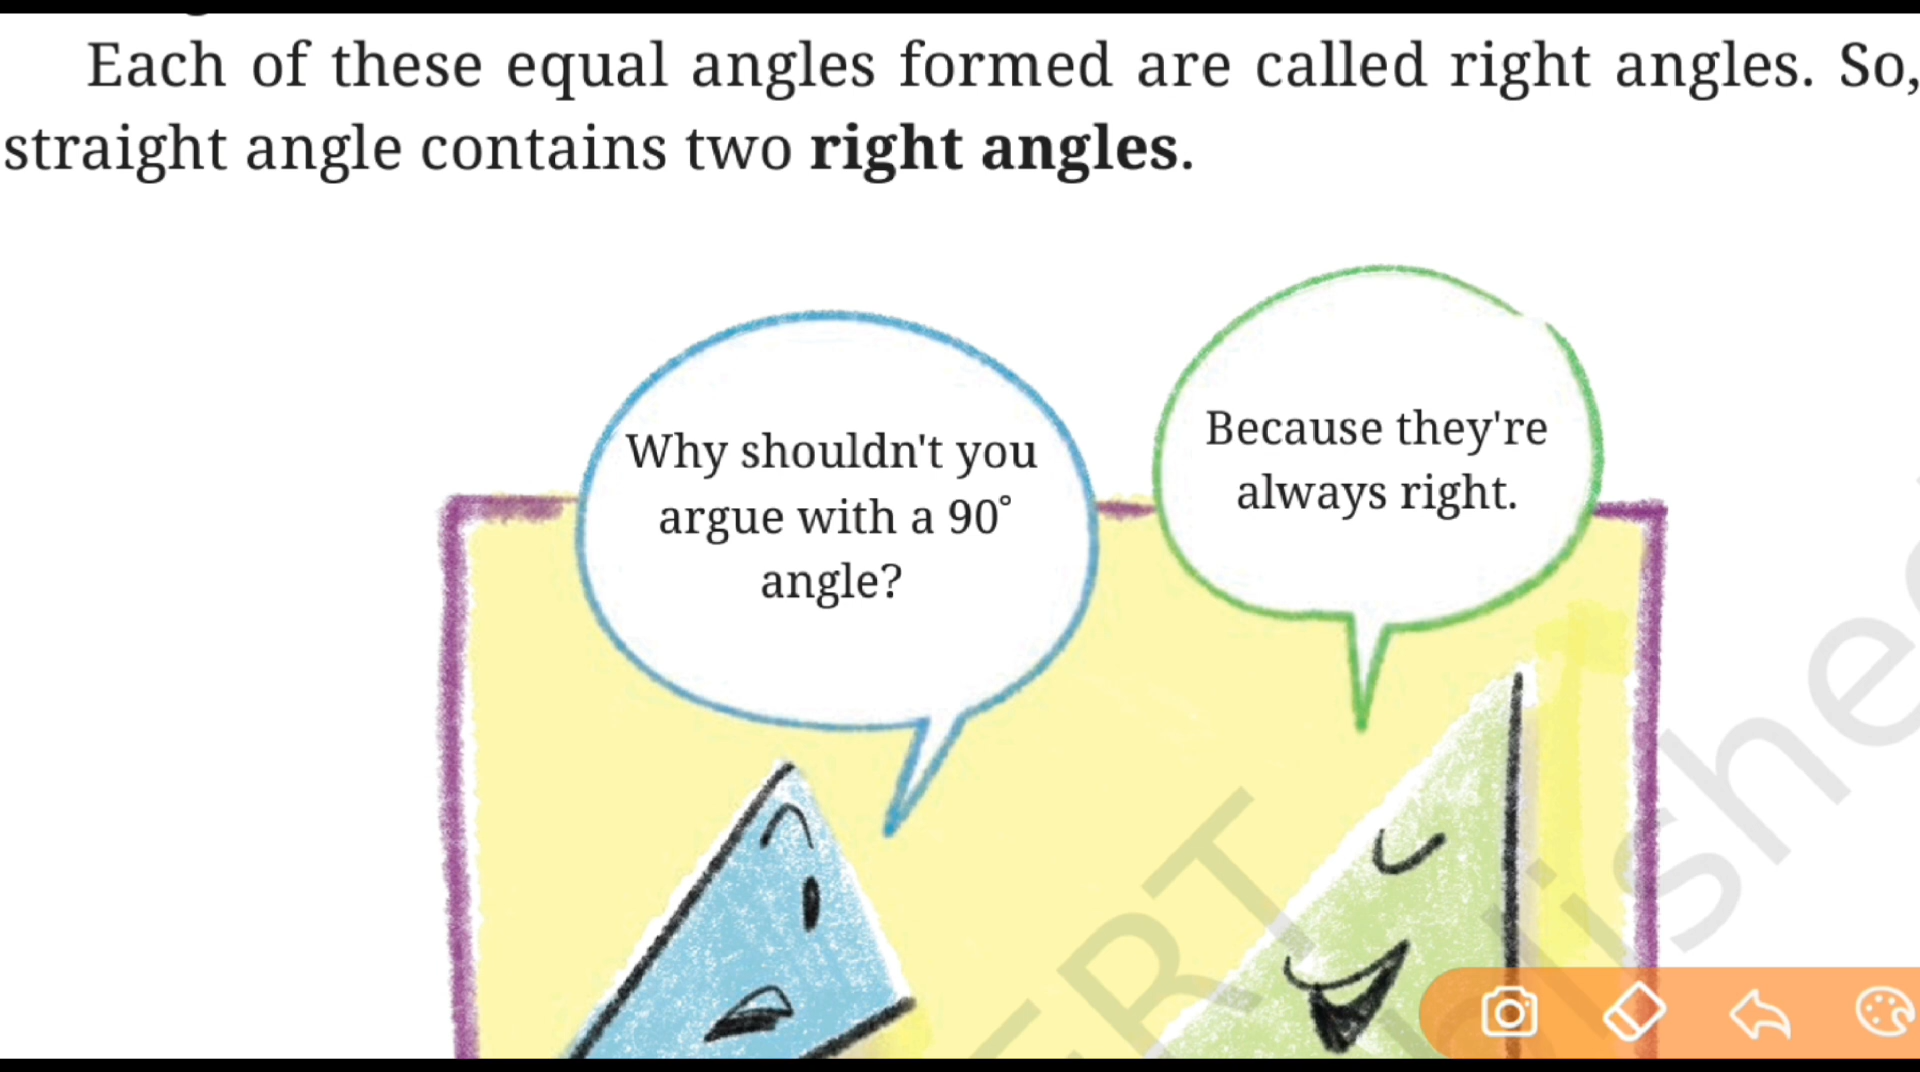 Each of these equal angles formed are called right angles. So,
straight angle contains two right angles.
Why shouldn't you
argue with a 90°
angle?
Because they're
always right.